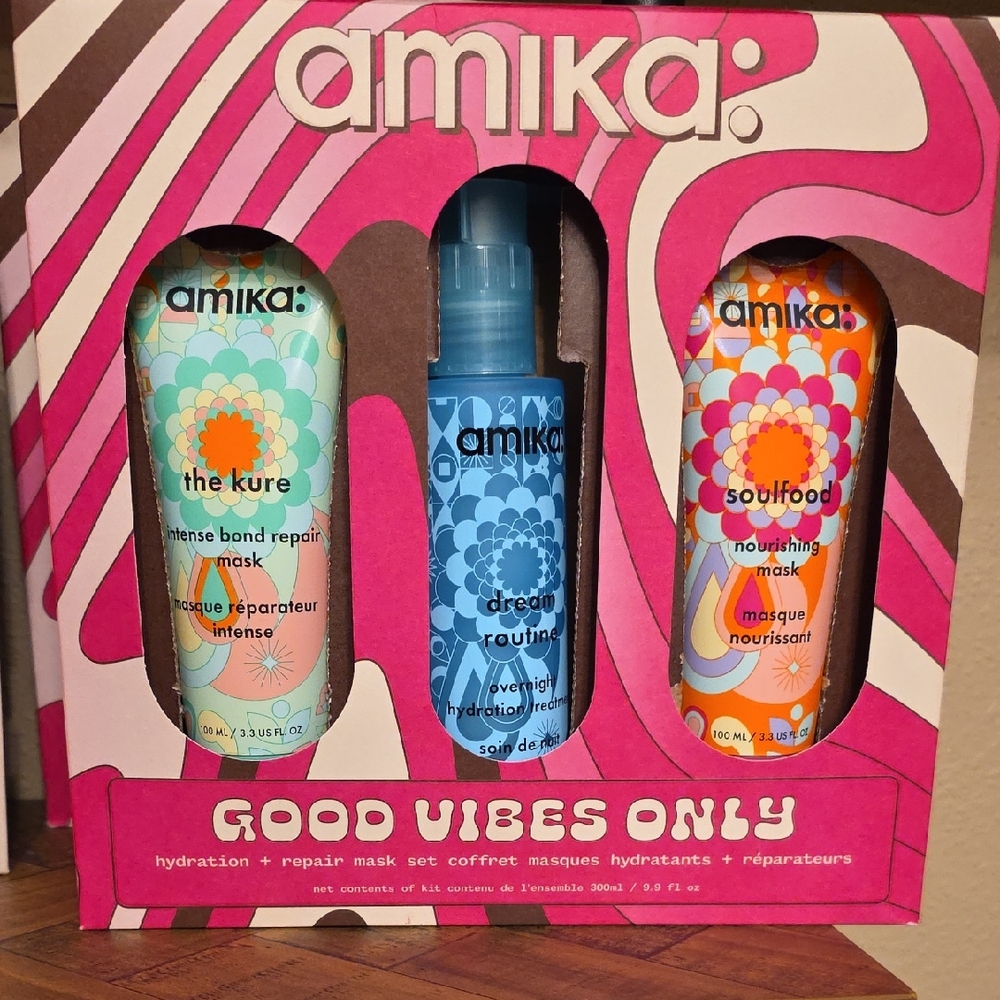 amika:
amika:
the kure
intense bond repair
mask
masque réparateur
intense
100 ML / 3.3 US FL. OZ
amika:
dream
routine
overnight
hydration
soin de nuit
amika:
soulfood
nourishing
mask
masque
nourissant
100 ML / 3.3 US FL. OZ
GOOD VIBES ONLY
hydration + repair mask set coffret masques hydratants + réparateurs
net contents of kit contenu de l'ensemble 300ml / 9.9 fl oz